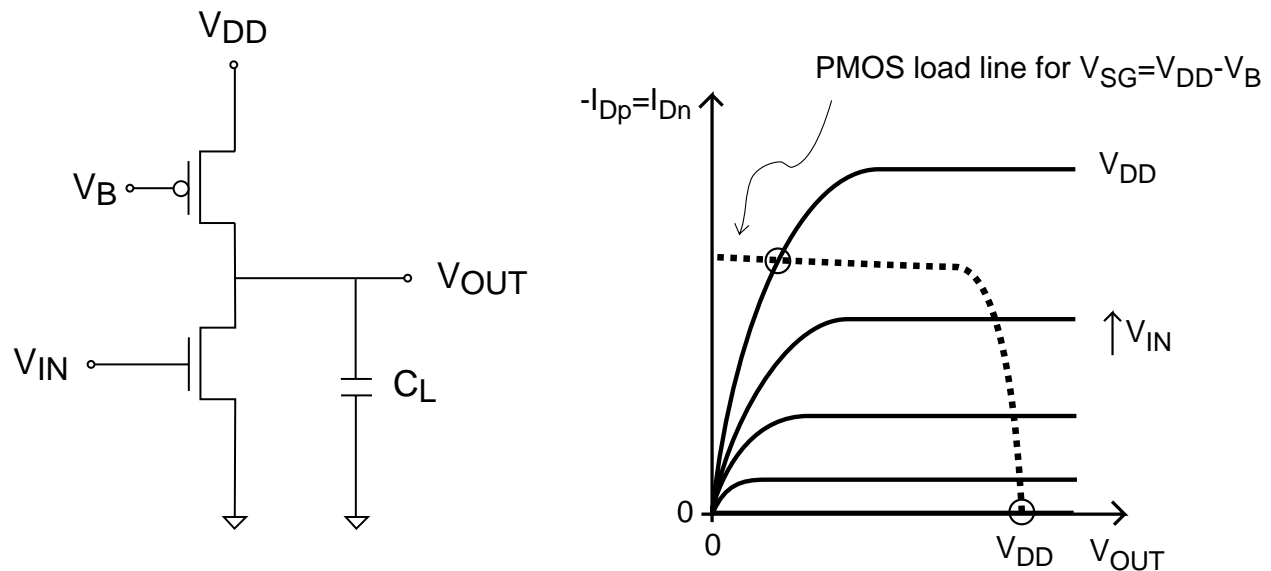 VDD
VB
VOUT
VIN
CL
PMOS load line for VSG=VDD-VB
-IDp=IDn
VDD
VIN
0
0
VDD
VOUT